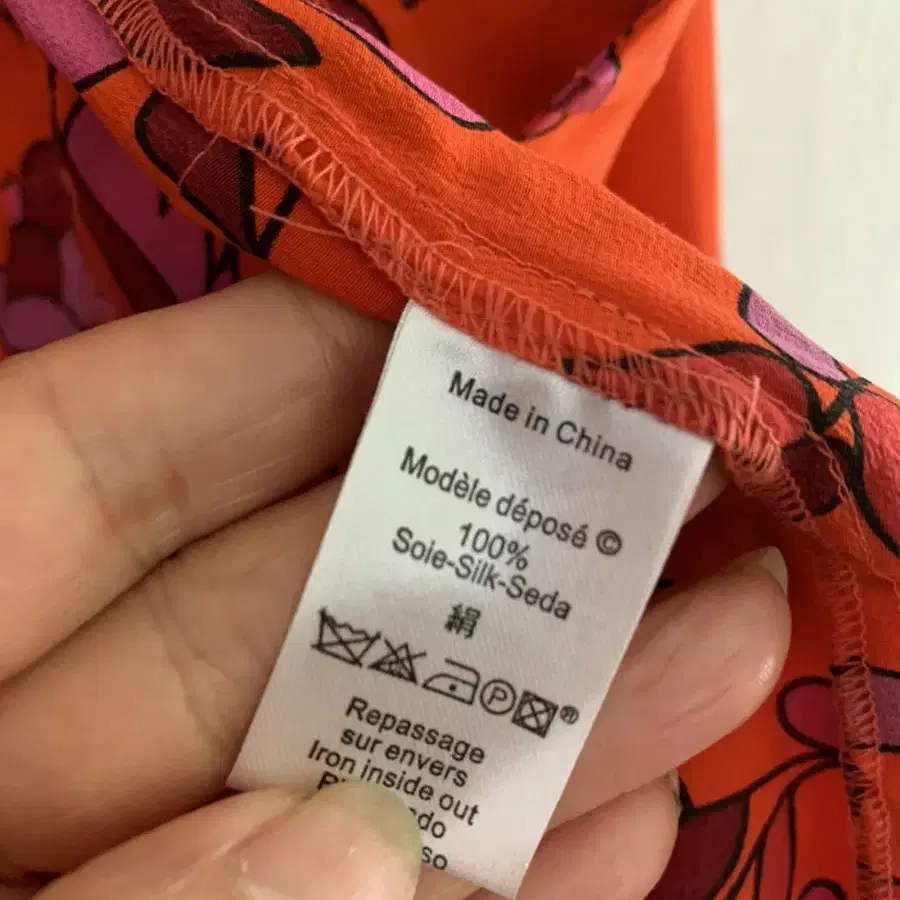 Made in China
Modèle déposé ©
100%
Soie-Silk-Seda
絹
P ®
Repassage
sur envers
Iron inside out